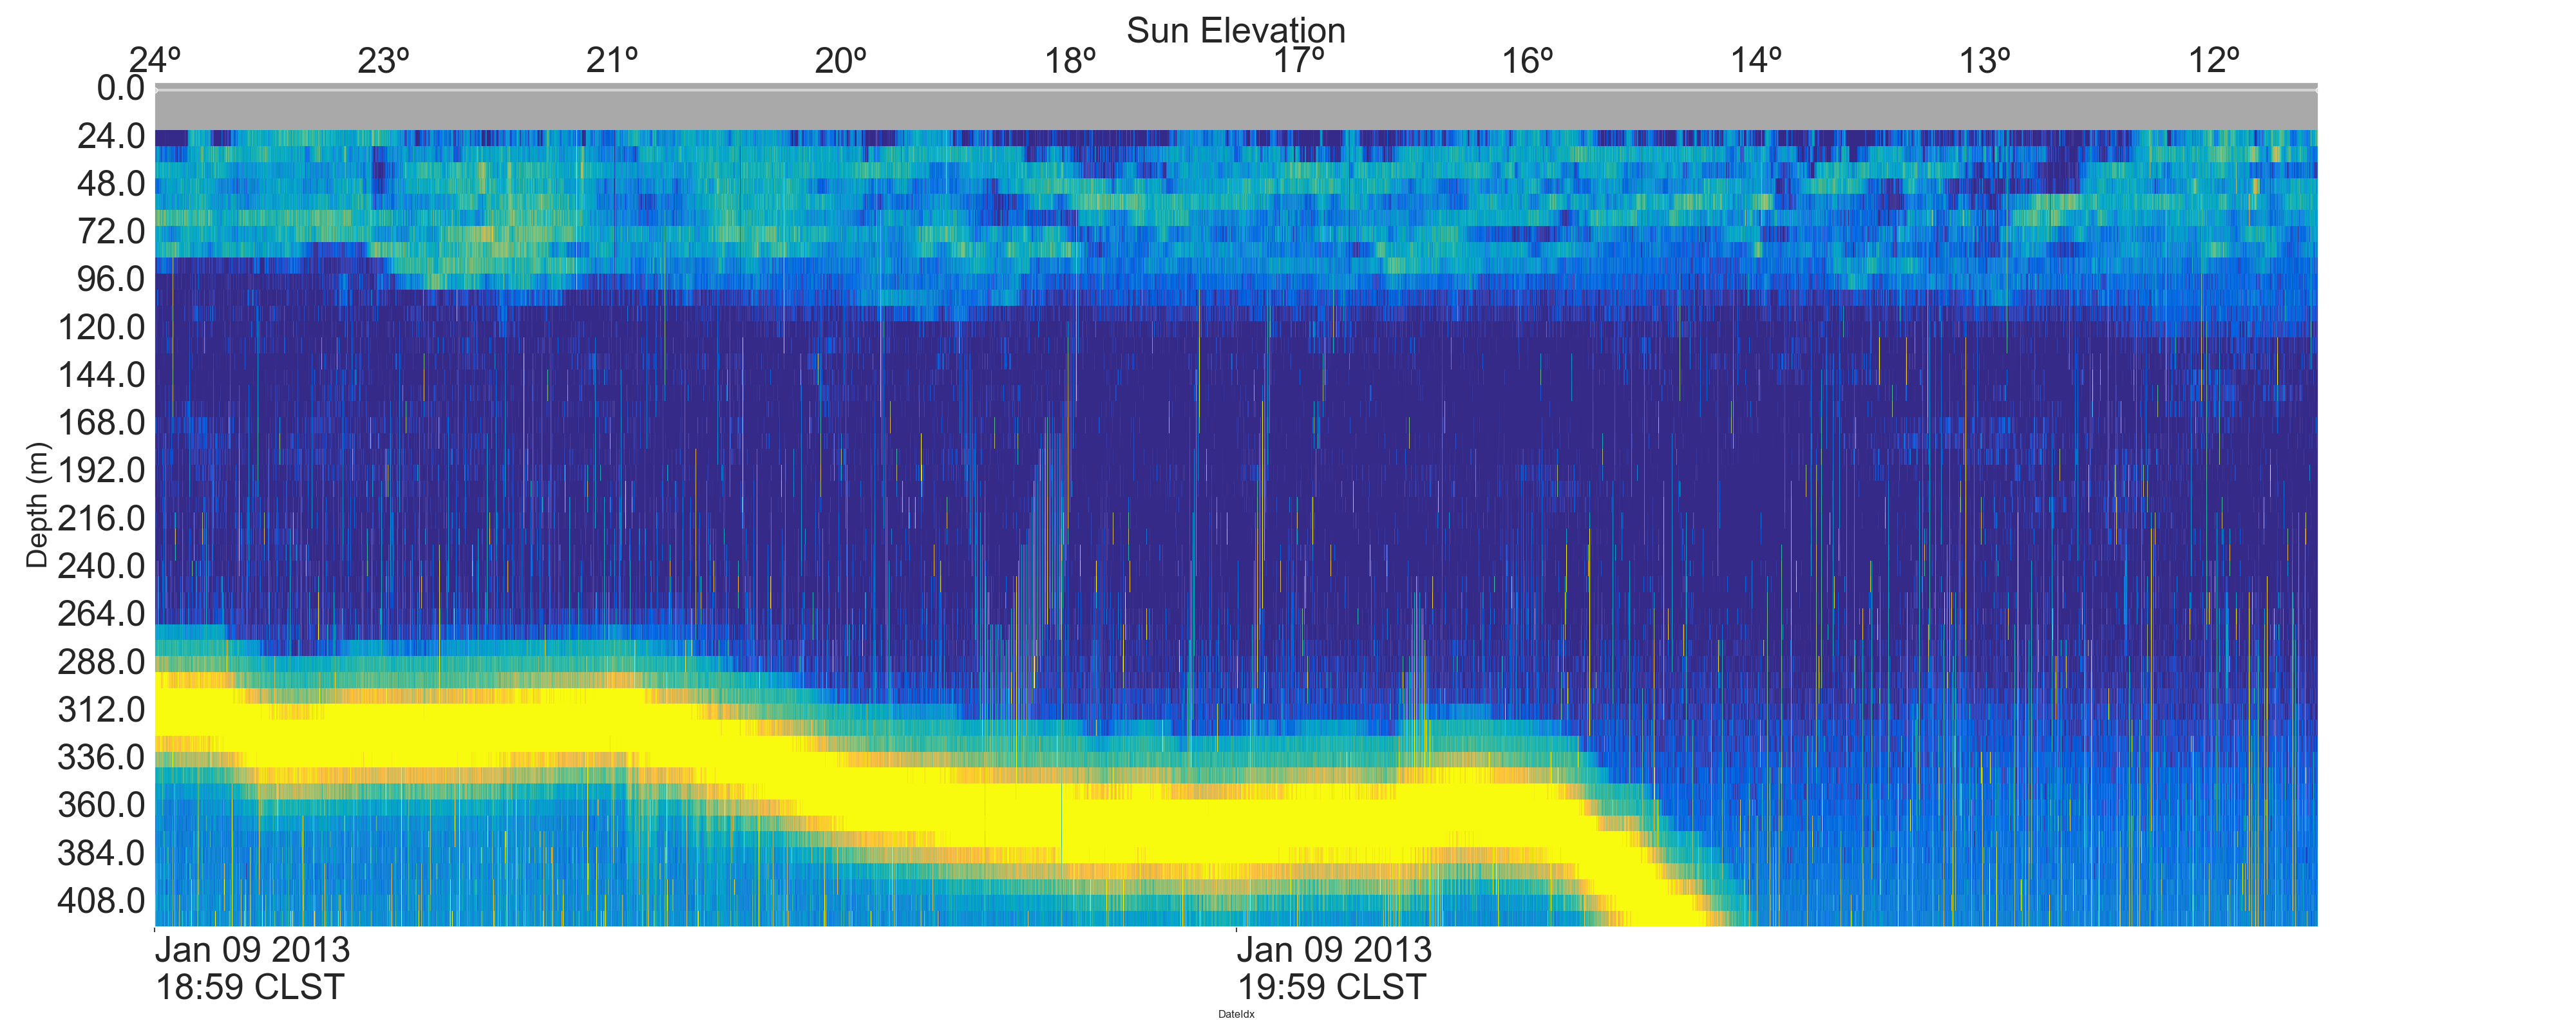 Sun Elevation
24º 23º 21º 20º 18º 17º 16º 14º 13º 12º
0.0
24.0
48.0
72.0
96.0
120.0
144.0
168.0
192.0
216.0
240.0
264.0
288.0
312.0
336.0
360.0
384.0
408.0
Depth (m)
Jan 09 2013
18:59 CLST
Jan 09 2013
19:59 CLST
DateIdx